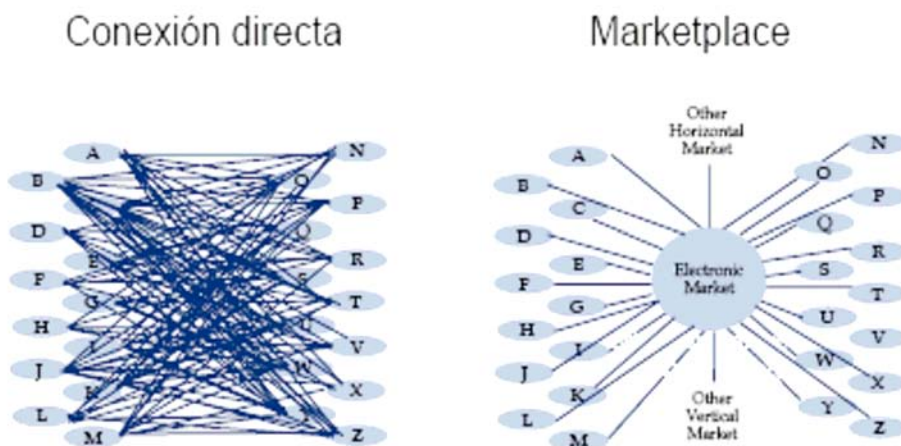 Conexión directa
A
B
D
E
F
G
H
J
K
L
M
N
O
P
Q
R
S
T
U
V
W
X
Y
Z
Marketplace
Other
Horizontal
Market
A
B
C
D
E
F
G
H
I
J
K
L
M
Electronic
Market
N
O
P
Q
R
S
T
U
V
W
X
Y
Z
Other
Vertical
Market